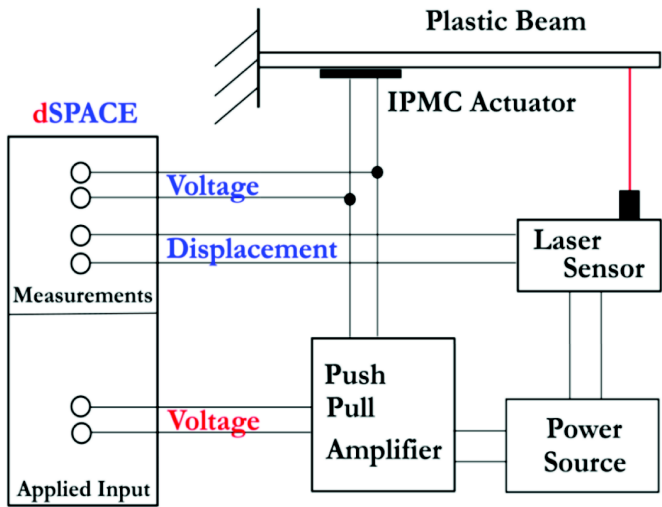 Plastic Beam
IPMC Actuator
dSPACE
Voltage
Displacement
Measurements
Laser
Sensor
Push
Pull
Amplifier
Voltage
Power
Source
Applied Input